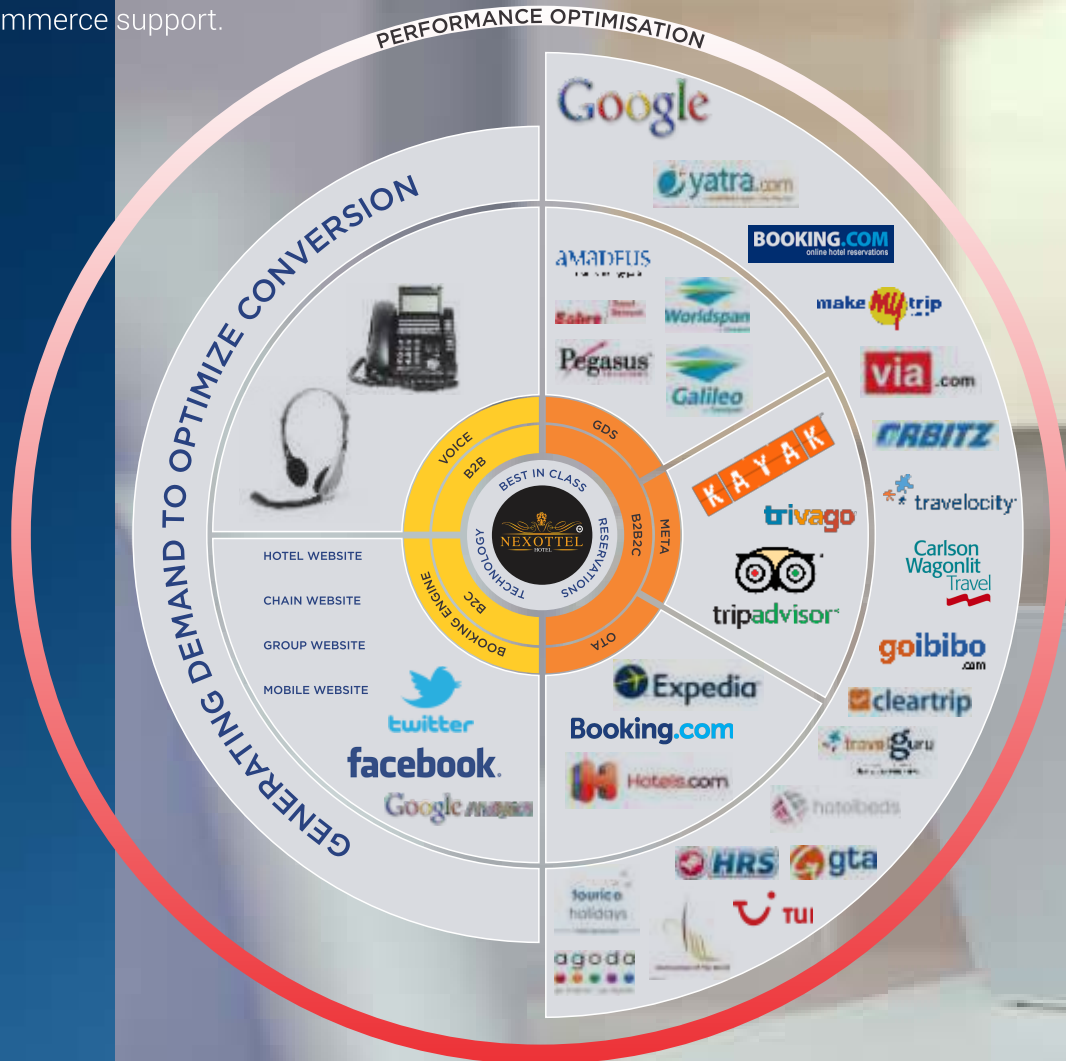 mmerce support.
PERFORMANCE OPTIMISATION
GENERATING DEMAND TO OPTIMIZE CONVERSION
Google
yatra.com
BOOKING.COM
online hotel reservations
make my trip
via.com
ORBITZ
travelocity
Carlson
Wagonlit
Travel
goibibo
.com
cleartrip
travelguru
hotelbeds
HRS
gta
TUI
tourico
holidays
agoda
AMADEUS
Sabre
Worldspan
Pegasus
Galileo
KAYAK
trivago
tripadvisor
Expedia
Booking.com
Hotels.com
VOICE
B2B
GDS
META
B2B2C
OTA
BOOKING ENGINE
B2C
BEST IN CLASS
RESERVATIONS
TECHNOLOGY
NEXOTTEL
HOTEL
HOTEL WEBSITE
CHAIN WEBSITE
GROUP WEBSITE
MOBILE WEBSITE
twitter
facebook.
Google Analytics